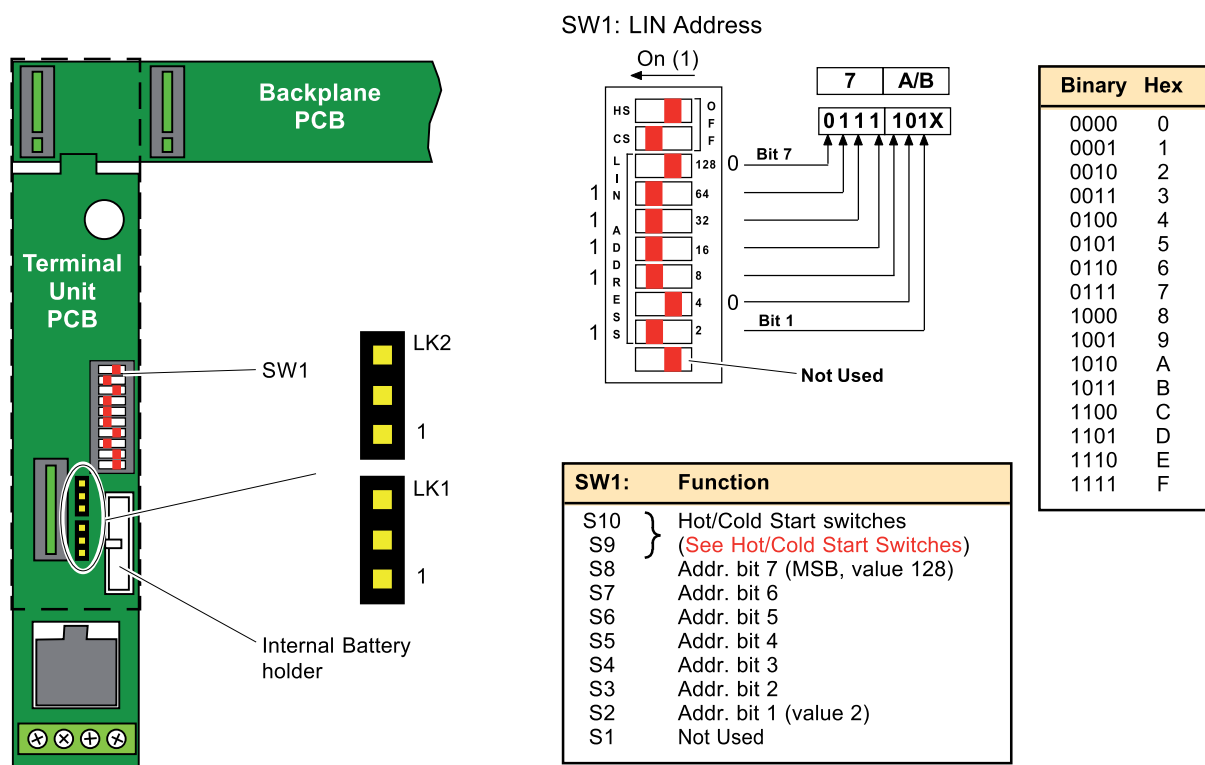 SW1: LIN Address
On (1)
Backplane
PCB
Terminal
Unit
PCB
SW1
LK2
1
LK1
1
Internal Battery
holder
HS
CS
OFF
LIN ADDRESS
128
64
32
16
8
4
2
0
1
1
1
1
0
1
Bit 7
Bit 1
Not Used
7 A/B
0111 101X
SW1: Function
S10 Hot/Cold Start switches
S9 (See Hot/Cold Start Switches)
S8 Addr. bit 7 (MSB, value 128)
S7 Addr. bit 6
S6 Addr. bit 5
S5 Addr. bit 4
S4 Addr. bit 3
S3 Addr. bit 2
S2 Addr. bit 1 (value 2)
S1 Not Used
Binary Hex
0000 0
0001 1
0010 2
0011 3
0100 4
0101 5
0110 6
0111 7
1000 8
1001 9
1010 A
1011 B
1100 C
1101 D
1110 E
1111 F